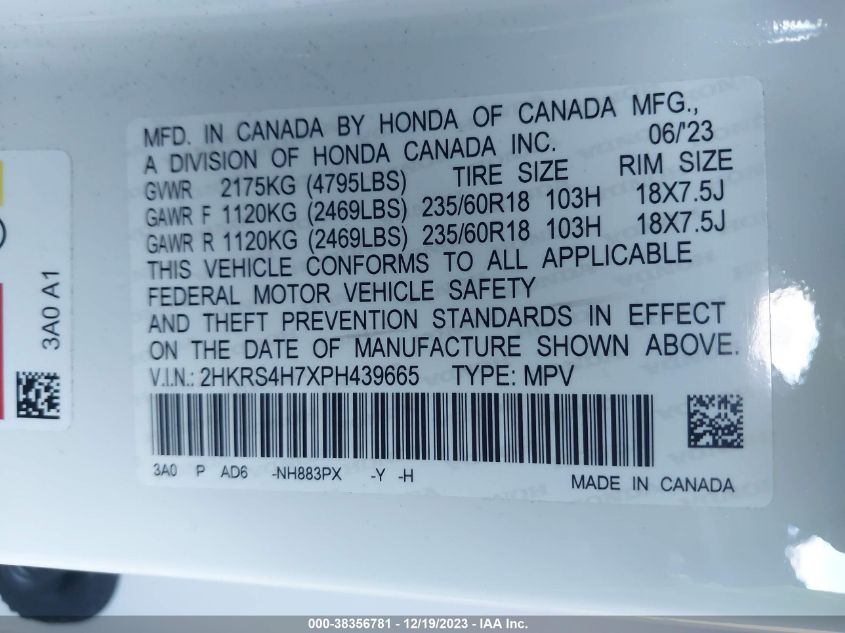 MFD. IN CANADA BY HONDA OF CANADA MFG.,
A DIVISION OF HONDA CANADA INC. 06/'23
GVWR 2175KG (4795LBS) TIRE SIZE RIM SIZE
GAWR F 1120KG (2469LBS) 235/60R18 103H 18X7.5J
GAWR R 1120KG (2469LBS) 235/60R18 103H 18X7.5J
THIS VEHICLE CONFORMS TO ALL APPLICABLE
FEDERAL MOTOR VEHICLE SAFETY
AND THEFT PREVENTION STANDARDS IN EFFECT
ON THE DATE OF MANUFACTURE SHOWN ABOVE.
V.I.N.: 2HKRS4H7XPH439665 TYPE: MPV
3A0 P AD6 -NH883PX -Y -H
MADE IN CANADA
3A0 A1
000-38356781 - 12/19/2023 - IAA Inc.